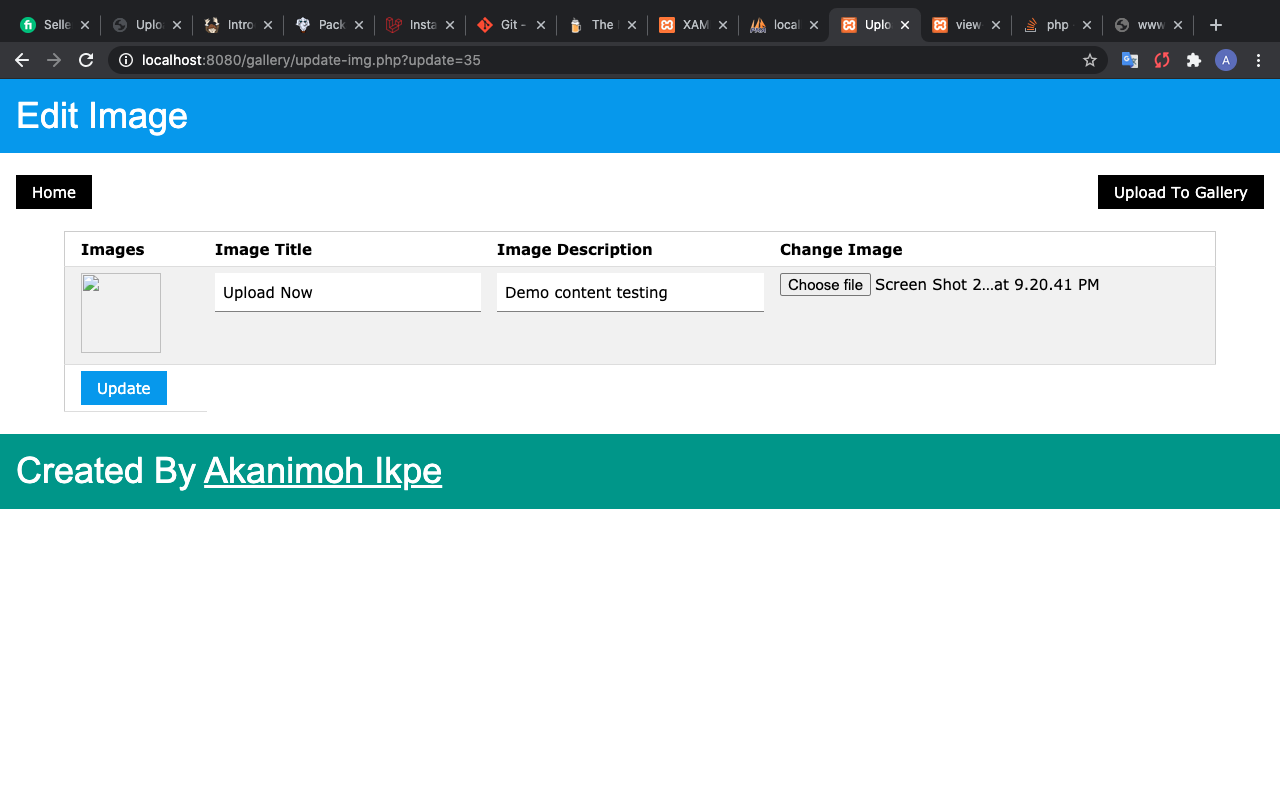 Selle
Uplo
Intro
Pack
Insta
Git -
The
XAM
local
Uplo
view
php
www
localhost:8080/gallery/update-img.php?update=35
A
Edit Image
Home
Upload To Gallery
Images Image Title Image Description Change Image
Upload Now Demo content testing Choose file Screen Shot 2...at 9.20.41 PM
Update
Created By Akanimoh Ikpe